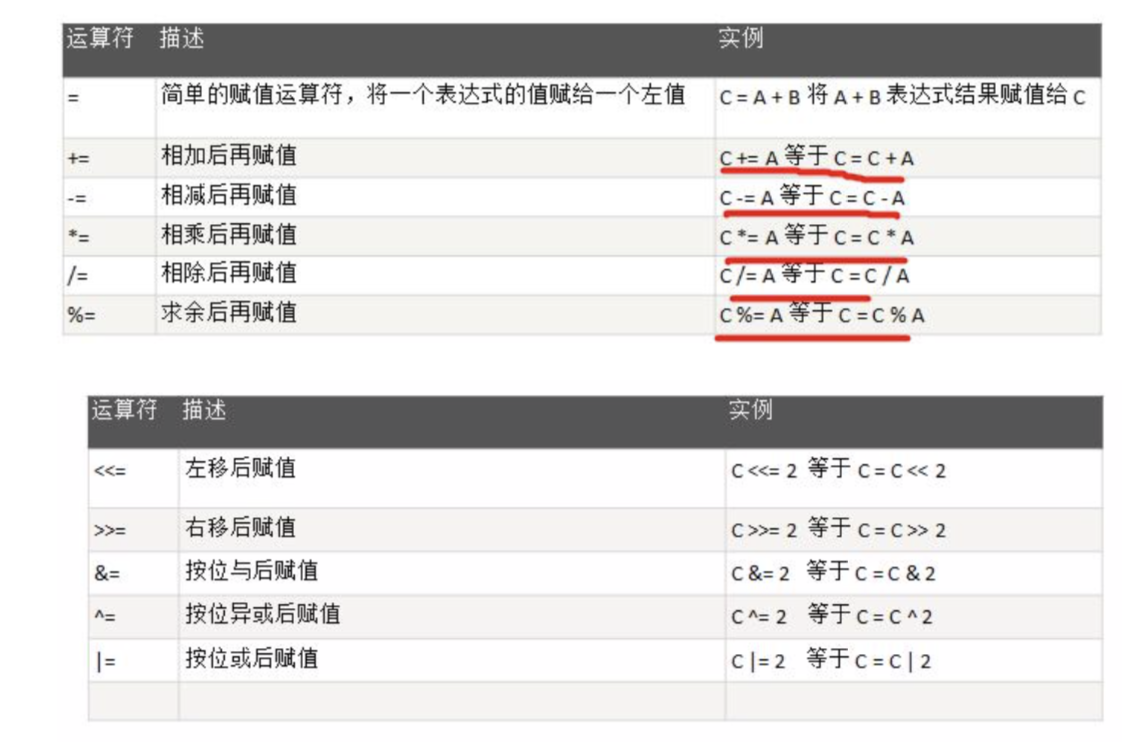 运算符 描述 实例
= 简单的赋值运算符，将一个表达式的值赋给一个左值 C = A + B 将 A + B 表达式结果赋值给 C
+= 相加后再赋值 C += A 等于 C = C + A
-= 相减后再赋值 C -= A 等于 C = C - A
*= 相乘后再赋值 C *= A 等于 C = C * A
/= 相除后再赋值 C /= A 等于 C = C / A
%= 求余后再赋值 C %= A 等于 C = C % A
运算符 描述 实例
<<= 左移后赋值 C <<= 2 等于 C = C << 2
>>= 右移后赋值 C >>= 2 等于 C = C >> 2
&= 按位与后赋值 C &= 2 等于 C = C & 2
^= 按位异或后赋值 C ^= 2 等于 C = C ^ 2
|= 按位或后赋值 C |= 2 等于 C = C | 2